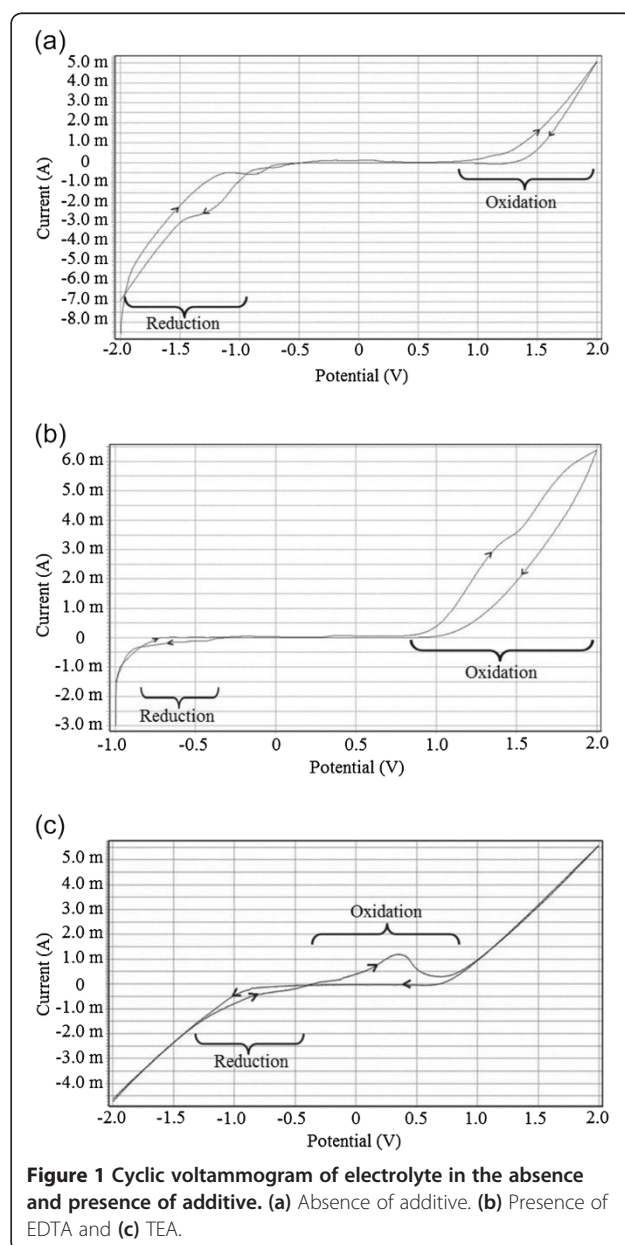 (a)
5.0 m
4.0 m
3.0 m
2.0 m
1.0 m
0
-1.0 m
-2.0 m
-3.0 m
-4.0 m
-5.0 m
-6.0 m
-7.0 m
-8.0 m
Current (A)
Oxidation
Reduction
-2.0 -1.5 -1.0 -0.5 0 0.5 1.0 1.5 2.0
Potential (V)
(b)
6.0 m
5.0 m
4.0 m
3.0 m
2.0 m
1.0 m
0
-1.0 m
-2.0 m
-3.0 m
Current (A)
Oxidation
Reduction
-1.0 -0.5 0 0.5 1.0 1.5 2.0
Potential (V)
(c)
5.0 m
4.0 m
3.0 m
2.0 m
1.0 m
0
-1.0 m
-2.0 m
-3.0 m
-4.0 m
Current (A)
Oxidation
Reduction
-2.0 -1.5 -1.0 -0.5 0 0.5 1.0 1.5 2.0
Potential (V)
Figure 1 Cyclic voltammogram of electrolyte in the absence
and presence of additive. (a) Absence of additive. (b) Presence of
EDTA and (c) TEA.